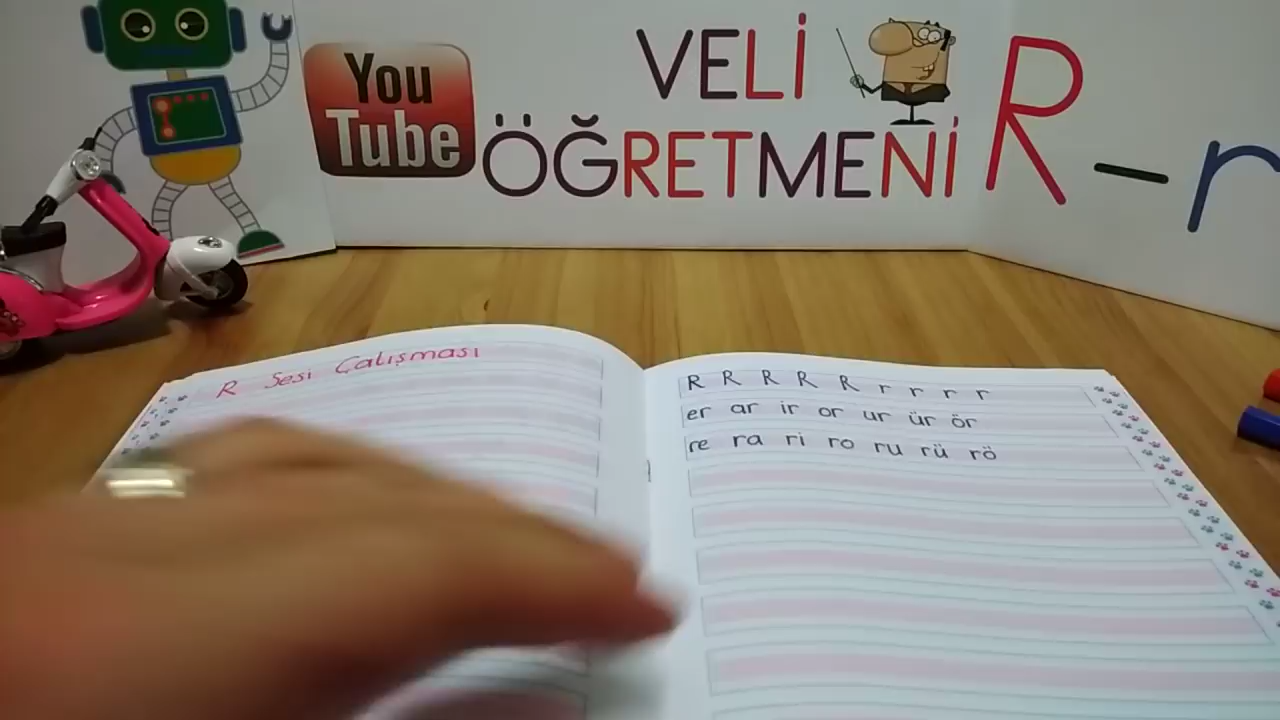 You
Tube
VELİ
ÖĞRETMENİ
R-r
R Sesi Çalışması
R R R R R r r r r
er ar ir or ur ür ör
re ra ri ro ru rü rö